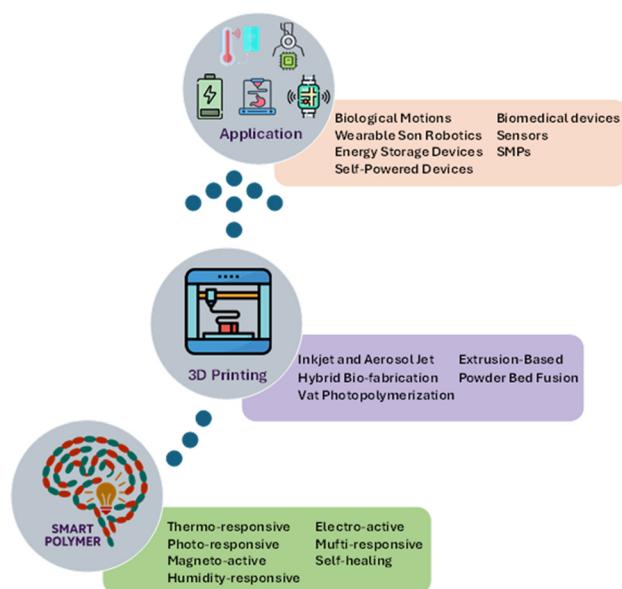 Application
Biological Motions
Wearable Son Robotics
Energy Storage Devices
Self-Powered Devices
Biomedical devices
Sensors
SMPs
3D Printing
Inkjet and Aerosol Jet
Hybrid Bio-fabrication
Vat Photopolymerization
Extrusion-Based
Powder Bed Fusion
SMART
POLYMER
Thermo-responsive
Photo-responsive
Magneto-active
Humidity-responsive
Electro-active
Mufti-responsive
Self-healing